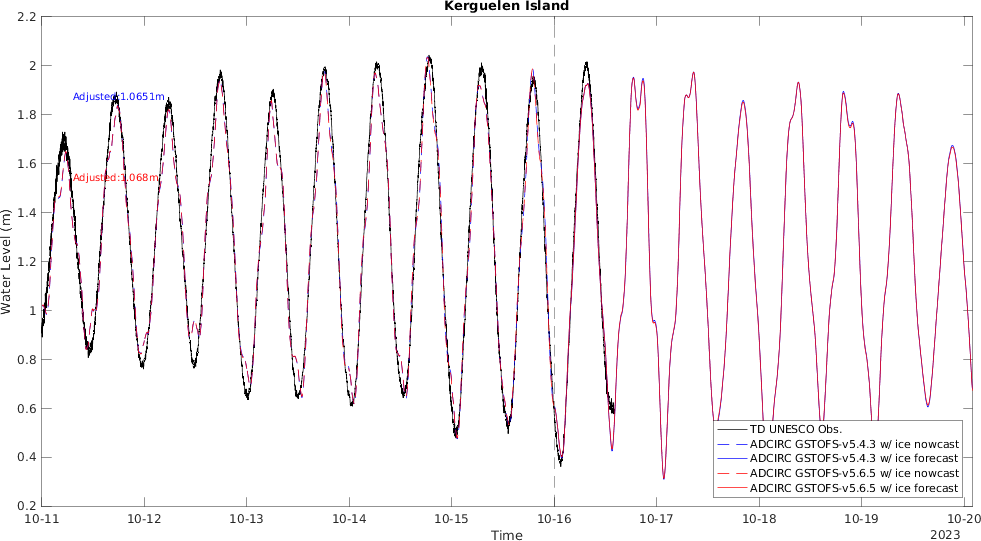 Kerguelen Island
2.2
2
1.8
1.6
1.4
1.2
1
0.8
0.6
0.4
0.2
Water Level (m)
Adjusted:1.0651m
Adjusted:1.068m
TD UNESCO Obs.
ADCIRC GSTOFS-v5.4.3 w/ ice nowcast
ADCIRC GSTOFS-v5.4.3 w/ ice forecast
ADCIRC GSTOFS-v5.6.5 w/ ice nowcast
ADCIRC GSTOFS-v5.6.5 w/ ice forecast
10-11 10-12 10-13 10-14 10-15 10-16 10-17 10-18 10-19 10-20
Time
2023